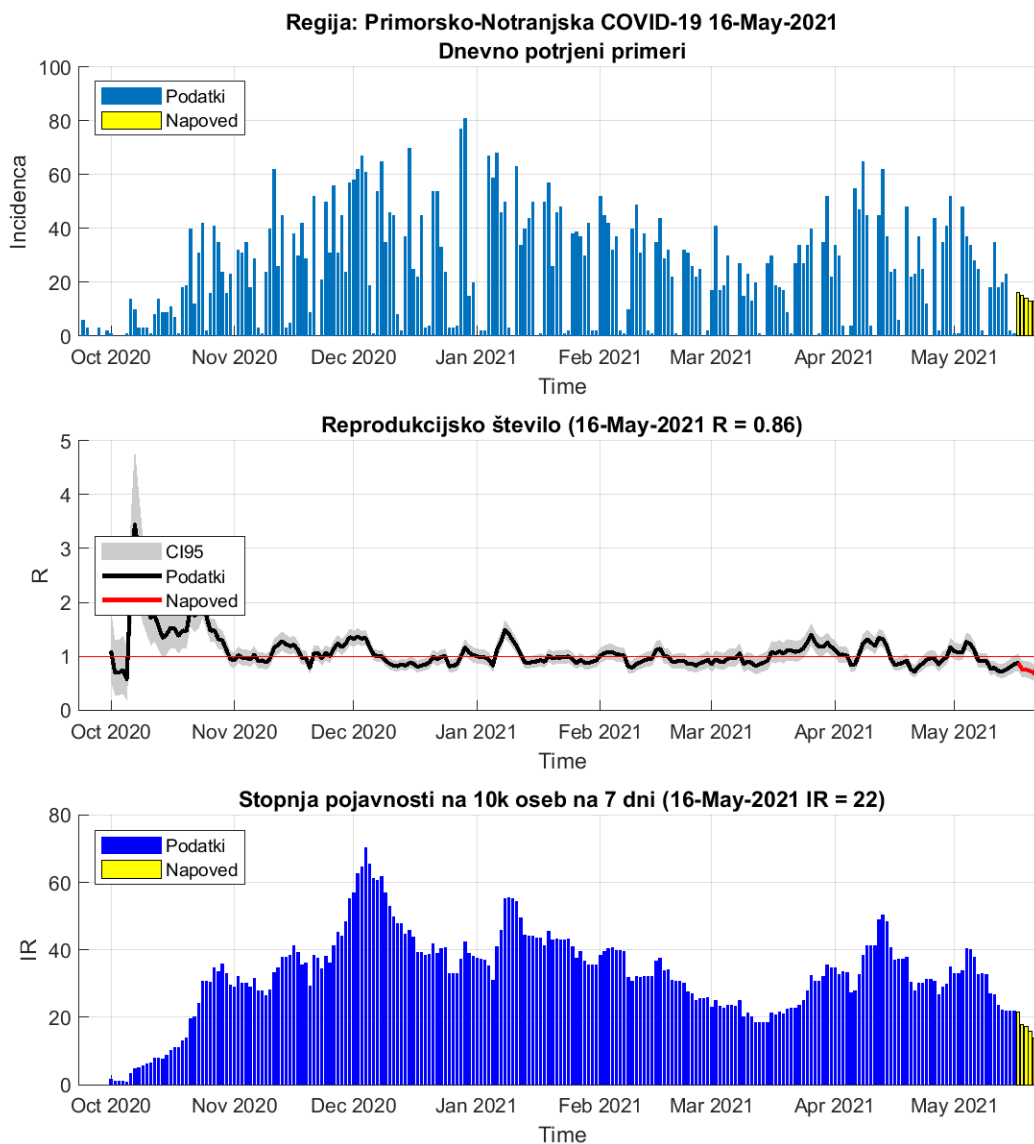 Regija: Primorsko-Notranjska COVID-19 16-May-2021
Dnevno potrjeni primeri
100
80
60
40
20
0
Incidenca
Podatki
Napoved
Oct 2020 Nov 2020 Dec 2020 Jan 2021 Feb 2021 Mar 2021 Apr 2021 May 2021
Time
Reprodukcijsko število (16-May-2021 R = 0.86)
5
4
3
2
1
0
R
CI95
Podatki
Napoved
Oct 2020 Nov 2020 Dec 2020 Jan 2021 Feb 2021 Mar 2021 Apr 2021 May 2021
Time
Stopnja pojavnosti na 10k oseb na 7 dni (16-May-2021 IR = 22)
80
60
40
20
0
IR
Podatki
Napoved
Oct 2020 Nov 2020 Dec 2020 Jan 2021 Feb 2021 Mar 2021 Apr 2021 May 2021
Time